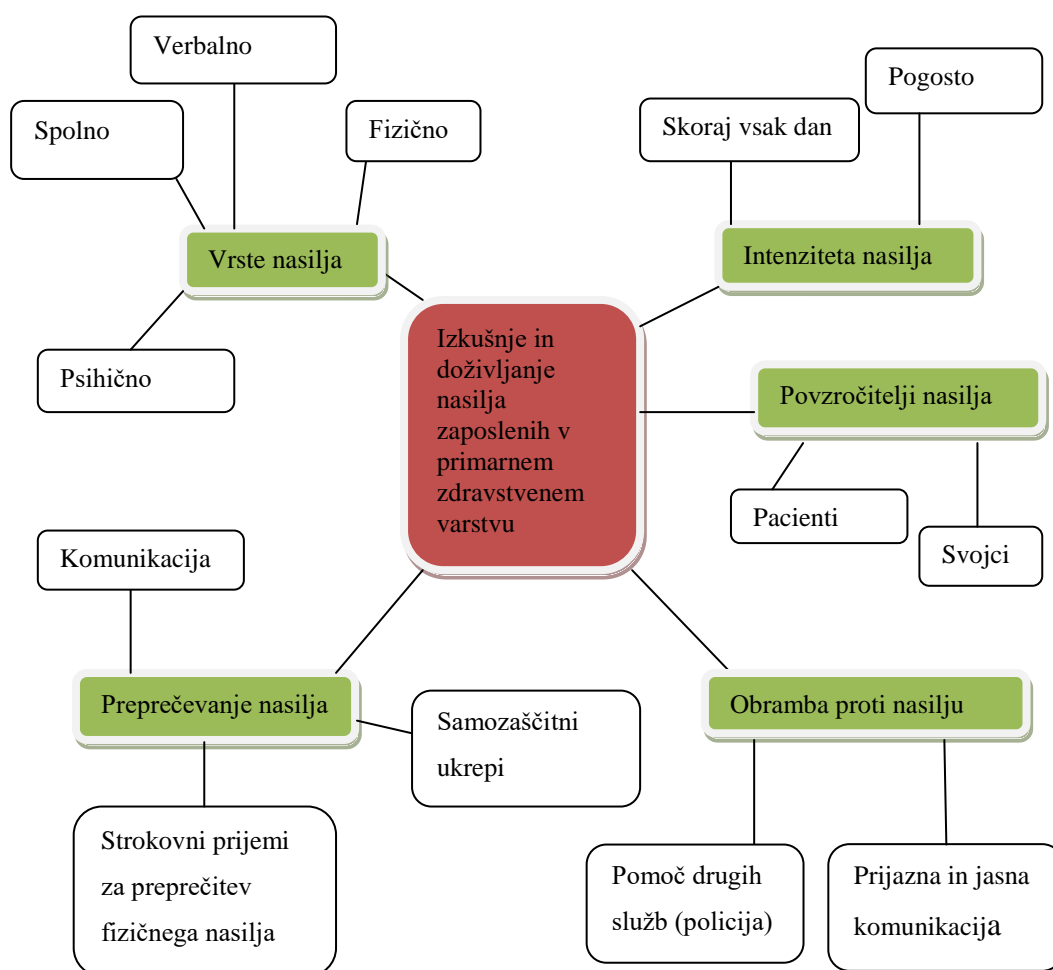 Verbalno
Pogosto
Spolno
Fizično
Skoraj vsak dan
Vrste nasilja
Intenziteta nasilja
Izkušnje in
doživljanje
nasilja
zaposlenih v
primarnem
zdravstvenem
varstvu
Psihično
Povzročitelji nasilja
Pacienti
Svojci
Komunikacija
Preprečevanje nasilja
Samozaščitni
ukrepi
Obramba proti nasilju
Strokovni prijemi
za preprečitev
fizičnega nasilja
Pomoč drugih
služb (policija)
Prijazna in jasna
komunikacija